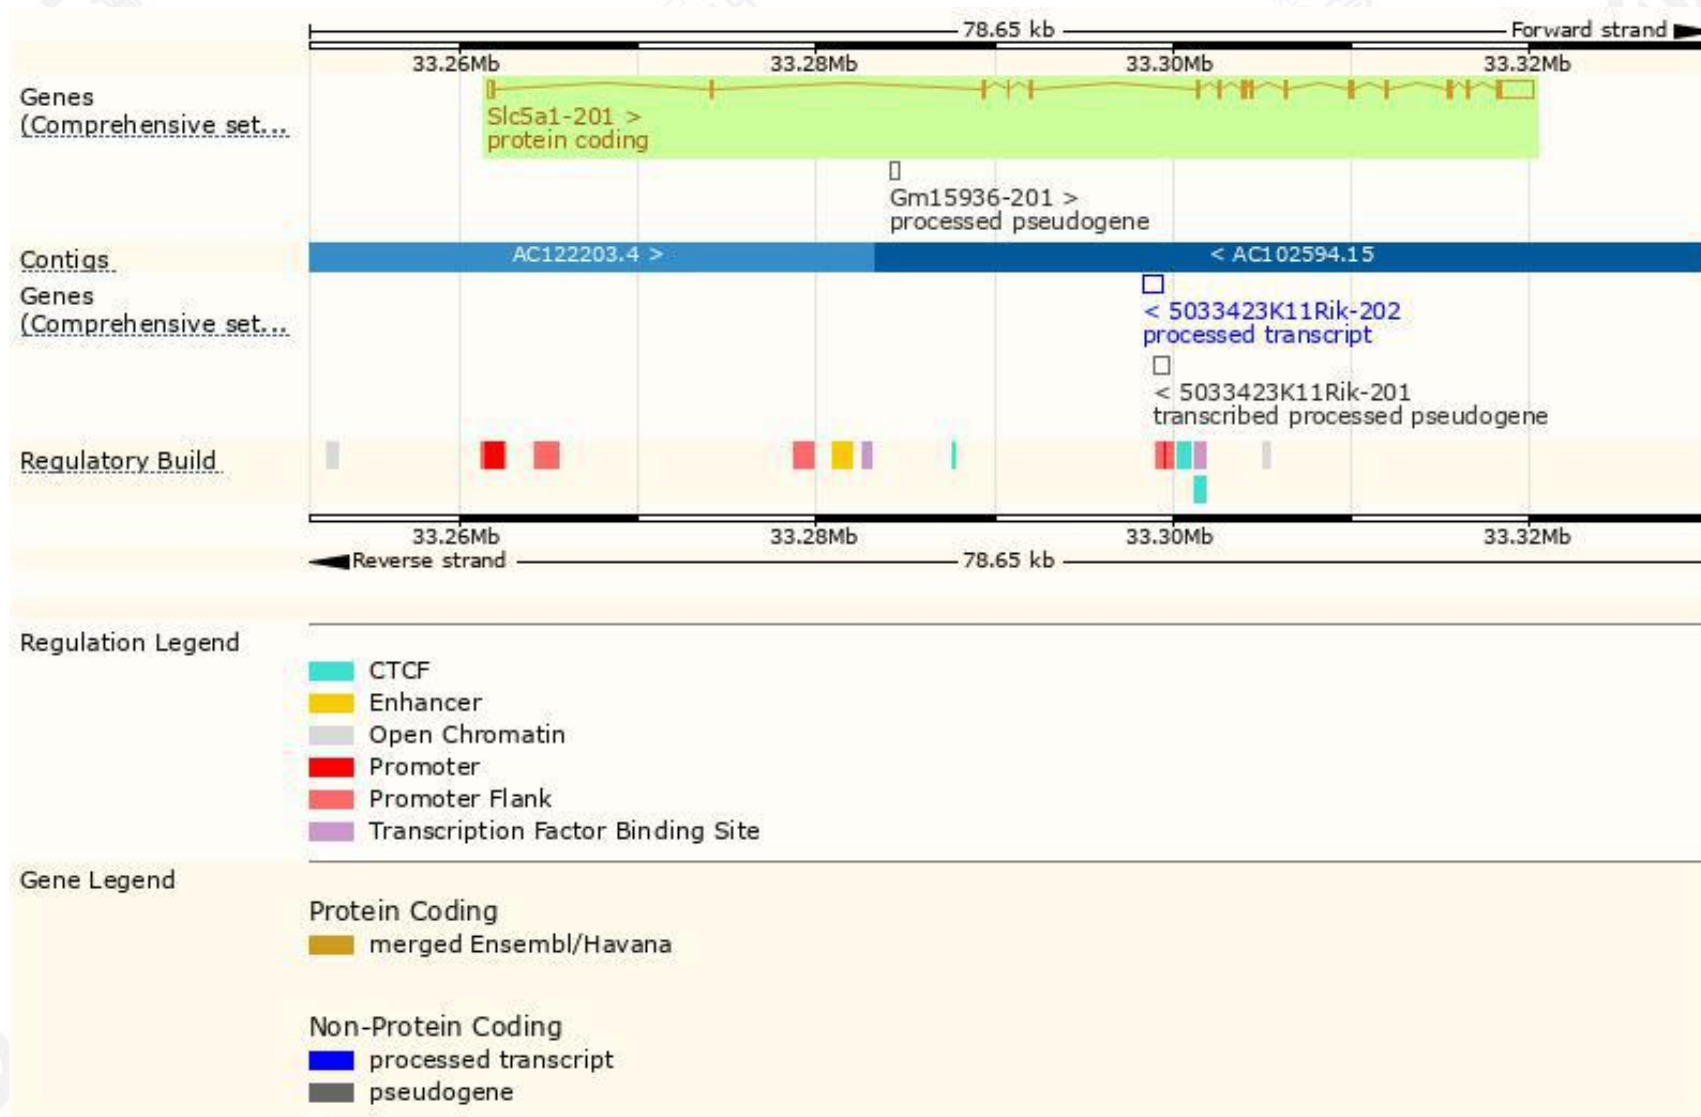 78.65 kb Forward strand
33.26Mb 33.28Mb 33.30Mb 33.32Mb
Genes
(Comprehensive set...
Slc5a1-201 >
protein coding
Gm15936-201 >
processed pseudogene
Contigs
AC122203.4 > < AC102594.15
Genes
(Comprehensive set...
< 5033423K11Rik-202
processed transcript
< 5033423K11Rik-201
transcribed processed pseudogene
Regulatory Build
33.26Mb 33.28Mb 33.30Mb 33.32Mb
Reverse strand 78.65 kb
Regulation Legend
CTCF
Enhancer
Open Chromatin
Promoter
Promoter Flank
Transcription Factor Binding Site
Gene Legend
Protein Coding
merged Ensembl/Havana
Non-Protein Coding
processed transcript
pseudogene